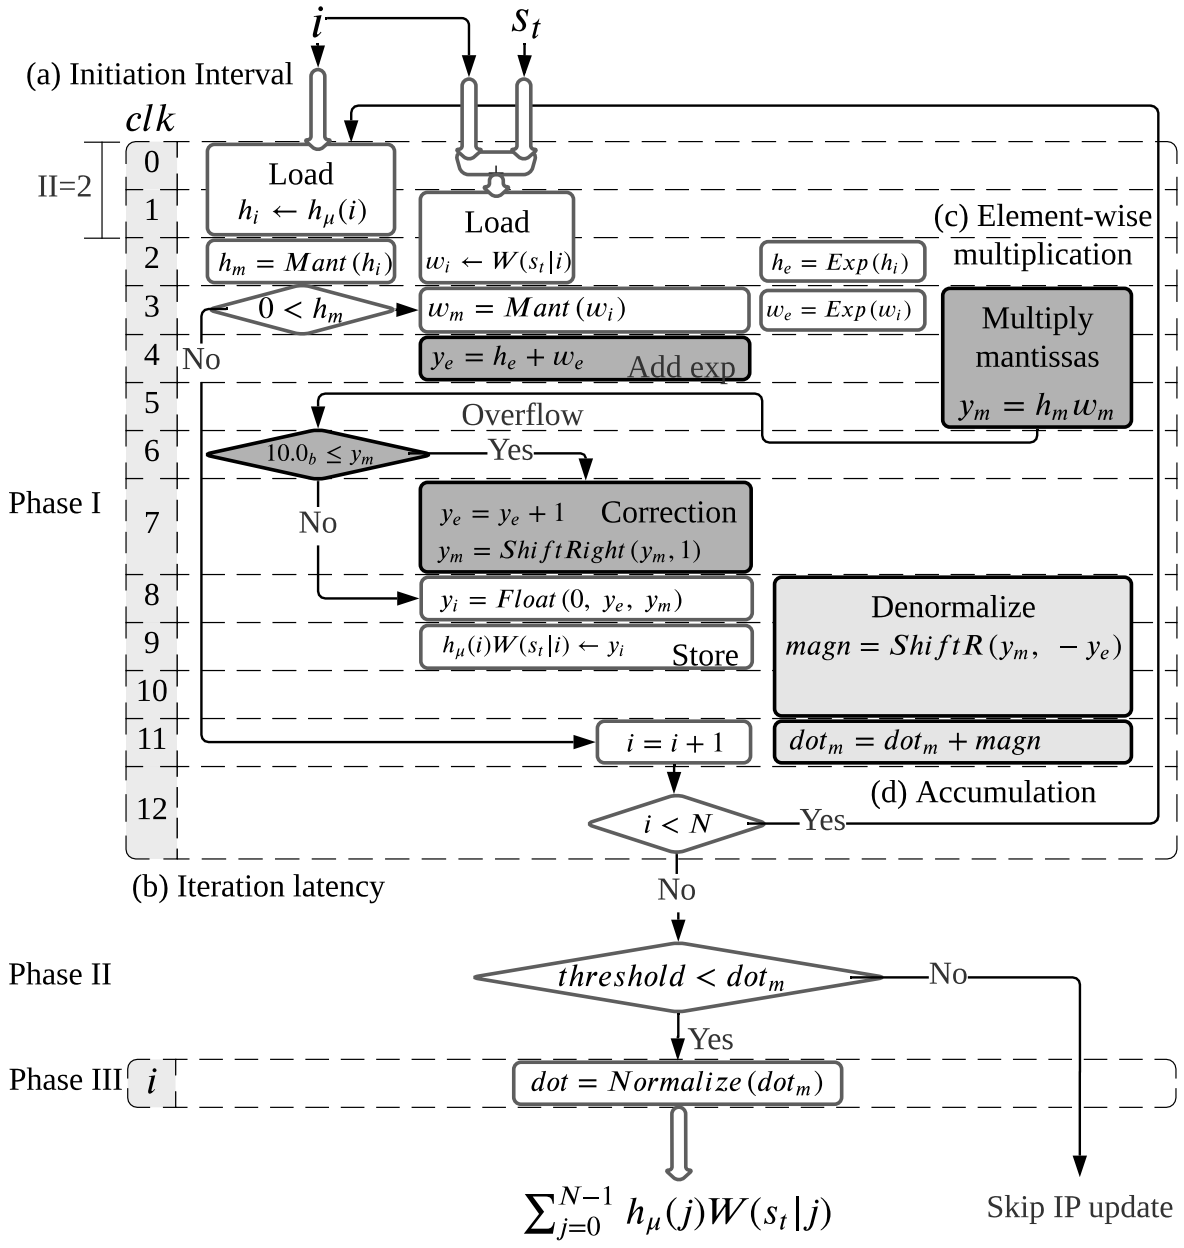 i
s_t
(a) Initiation Interval
clk
0
II=2
Load
h_i ← h_μ(i)
1
Load
w_i ← W(s_t|i)
(c) Element-wise
multiplication
2
h_m = Mant(h_i)
h_e = Exp(h_i)
3
0 < h_m
w_m = Mant(w_i)
w_e = Exp(w_i)
Multiply
mantissas
y_m = h_m w_m
No
4
y_e = h_e + w_e
Add exp
5
Overflow
6
10.0_b ≤ y_m
Yes
Phase I
No
7
y_e = y_e + 1
Correction
y_m = ShiftRight(y_m, 1)
8
y_i = Float(0, y_e, y_m)
Denormalize
magn = ShiftR(y_m, − y_e)
9
h_μ(i)W(s_t|i) ← y_i
Store
10
11
i = i + 1
dot_m = dot_m + magn
(d) Accumulation
12
i < N
Yes
(b) Iteration latency
No
Phase II
threshold < dot_m
No
Yes
Phase III
i
dot = Normalize(dot_m)
∑_{j=0}^{N−1} h_μ(j)W(s_t|j)
Skip IP update